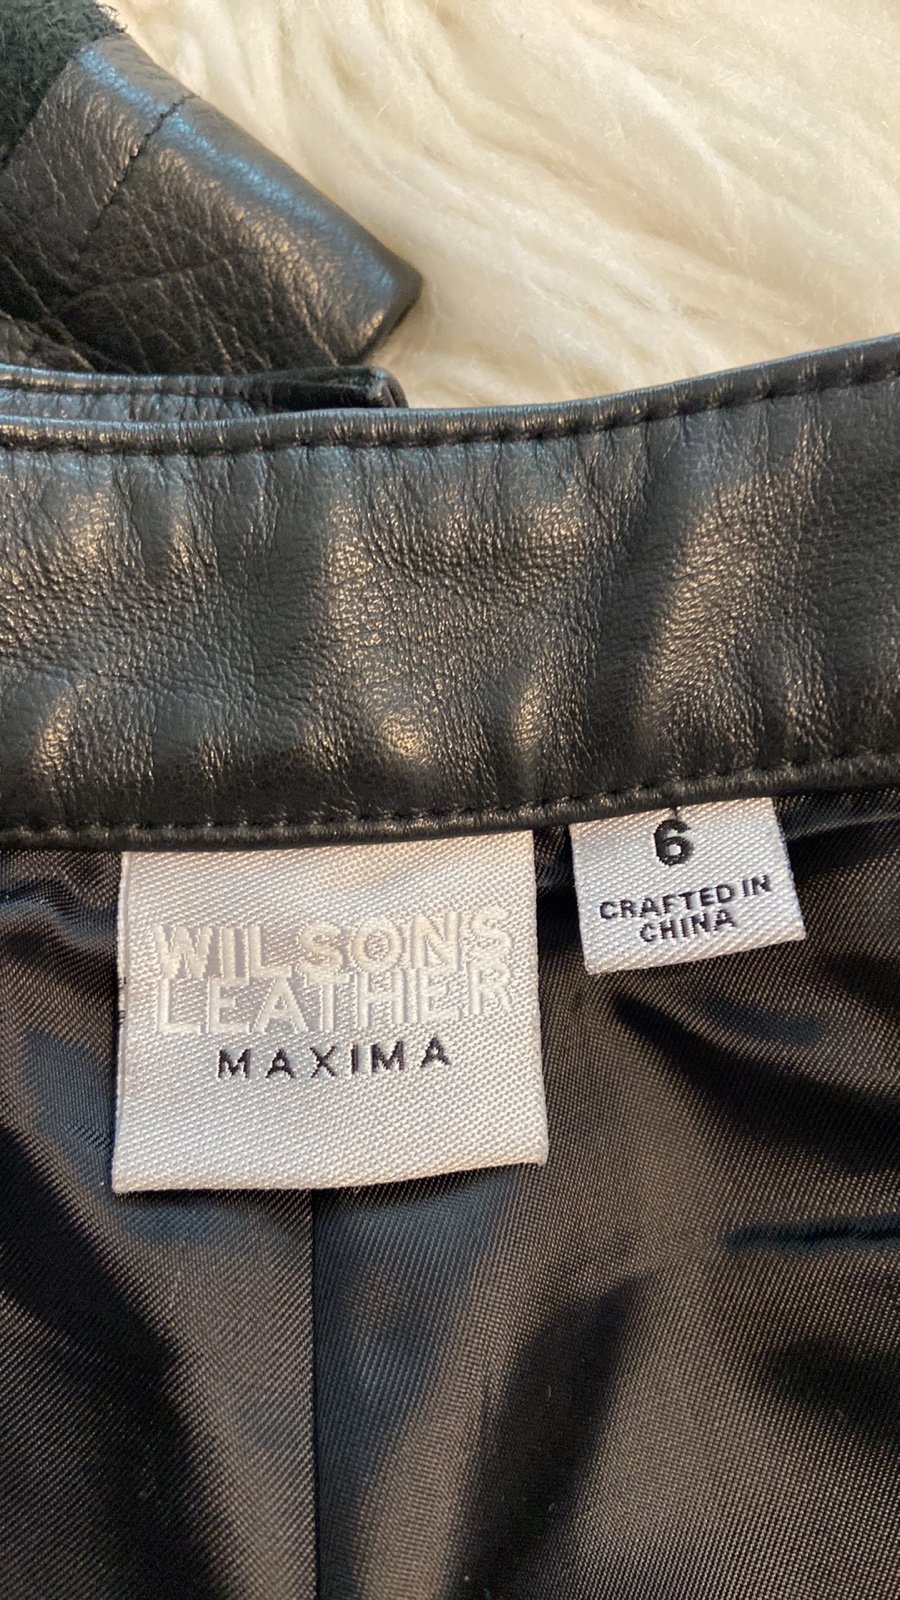 WILSONS
LEATHER
MAXIMA
6
CRAFTED IN
CHINA